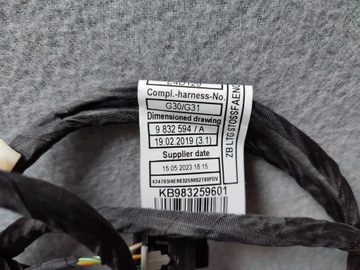 Compl.-harness-No.
G30/G31
Dimensioned drawing
9 832 594 / A
19.02.2019 (3.1)
Supplier date
15.05.2023 18:15
KB983259601
ZB LTG STOSSFAENG